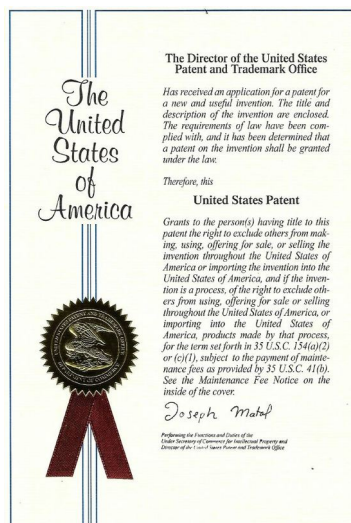 The
United
States
of
America
The Director of the United States
Patent and Trademark Office
Has received an application for a patent for
a new and useful invention. The title and
description of the invention are enclosed.
The requirements of law have been com-
plied with, and it has been determined that
a patent on the invention shall be granted
under the law.
Therefore, this
United States Patent
Grants to the person(s) having title to this
patent the right to exclude others from mak-
ing, using, offering for sale, or selling the
invention throughout the United States of
America or importing the invention into the
United States of America, and if the inven-
tion is a process, of the right to exclude oth-
ers from using, offering for sale or selling
throughout the United States of America, or
importing into the United States of
America, products made by that process,
for the term set forth in 35 U.S.C. 154(a)(2)
or (c)(1), subject to the payment of mainte-
nance fees as provided by 35 U.S.C. 41(b).
See the Maintenance Fee Notice on the
inside of the cover.
Joseph Matal
Performing the Functions and Duties of the
Under Secretary of Commerce for Intellectual Property and
Director of the United States Patent and Trademark Office